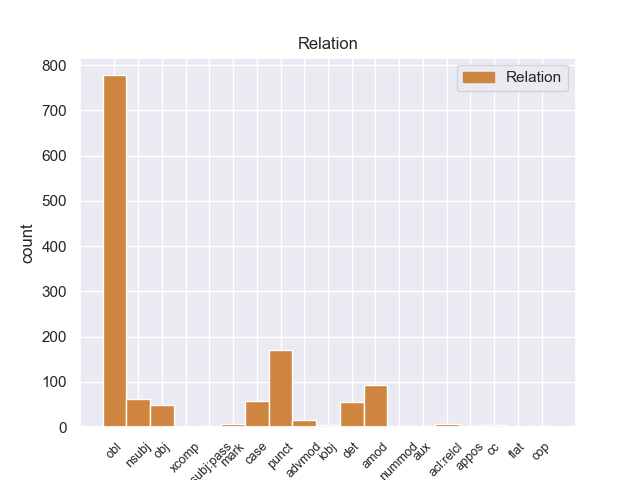 Relation
Relation
count
800
700
600
500
400
300
200
100
0
obl
nsubj
obj
xcomp
subj:pass
mark
case
punct
advmod
iobj
det
amod
nummod
aux
acl:relcl
appos
cc
flat
cop